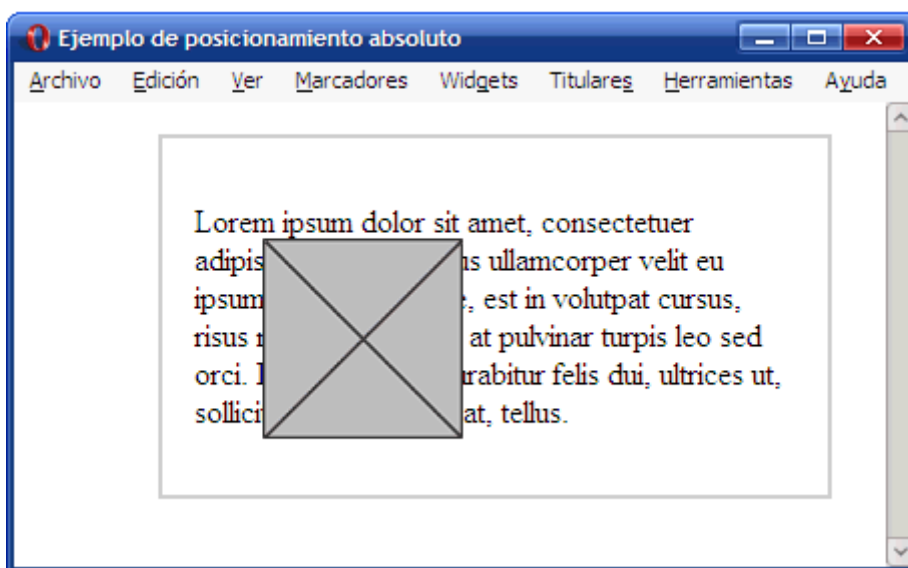 Ejemplo de posicionamiento absoluto
Archivo Edición Ver Marcadores Widgets Titulares Herramientas Ayuda
Lorem ipsum dolor sit amet, consectetuer
adipis us ullamcorper velit eu
ipsum e, est in volutpat cursus,
risus at pulvinar turpis leo sed
orci. urabitur felis dui, ultrices ut,
sollicit at, tellus.